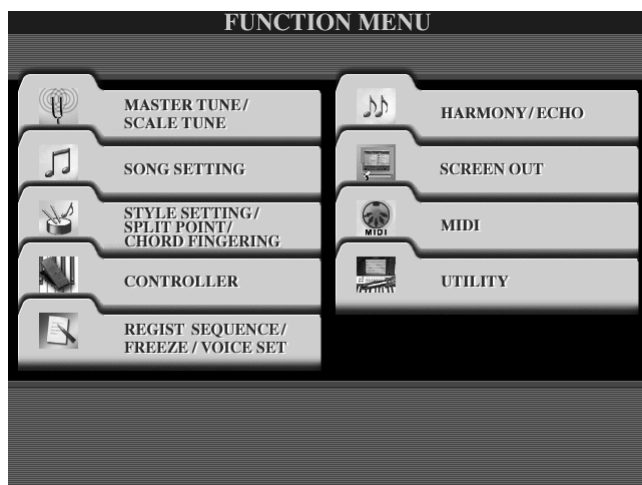 FUNCTION MENU
MASTER TUNE/
SCALE TUNE
SONG SETTING
STYLE SETTING/
SPLIT POINT/
CHORD FINGERING
CONTROLLER
REGIST SEQUENCE/
FREEZE / VOICE SET
HARMONY/ECHO
SCREEN OUT
MIDI
MIDI
UTILITY